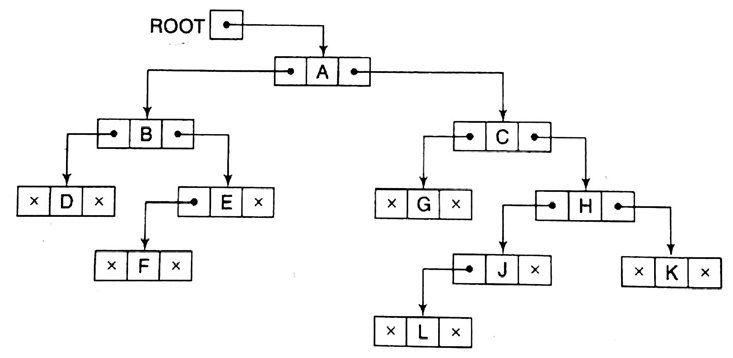 ROOT
A
B
C
× D ×
E ×
× G ×
H
× F ×
J ×
× K ×
× L ×